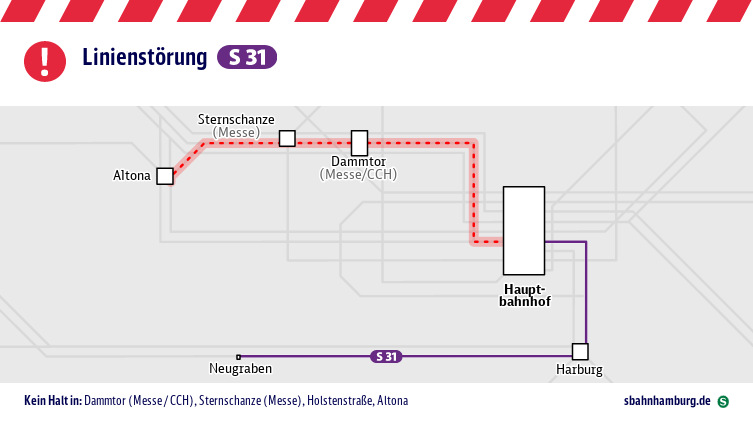 !
Linienstörung S 31
Sternschanze
(Messe)
Dammtor
(Messe/CCH)
Altona
Haupt-
bahnhof
S 31
Neugraben
Harburg
Kein Halt in: Dammtor (Messe / CCH), Sternschanze (Messe), Holstenstraße, Altona
sbahnhamburg.de S